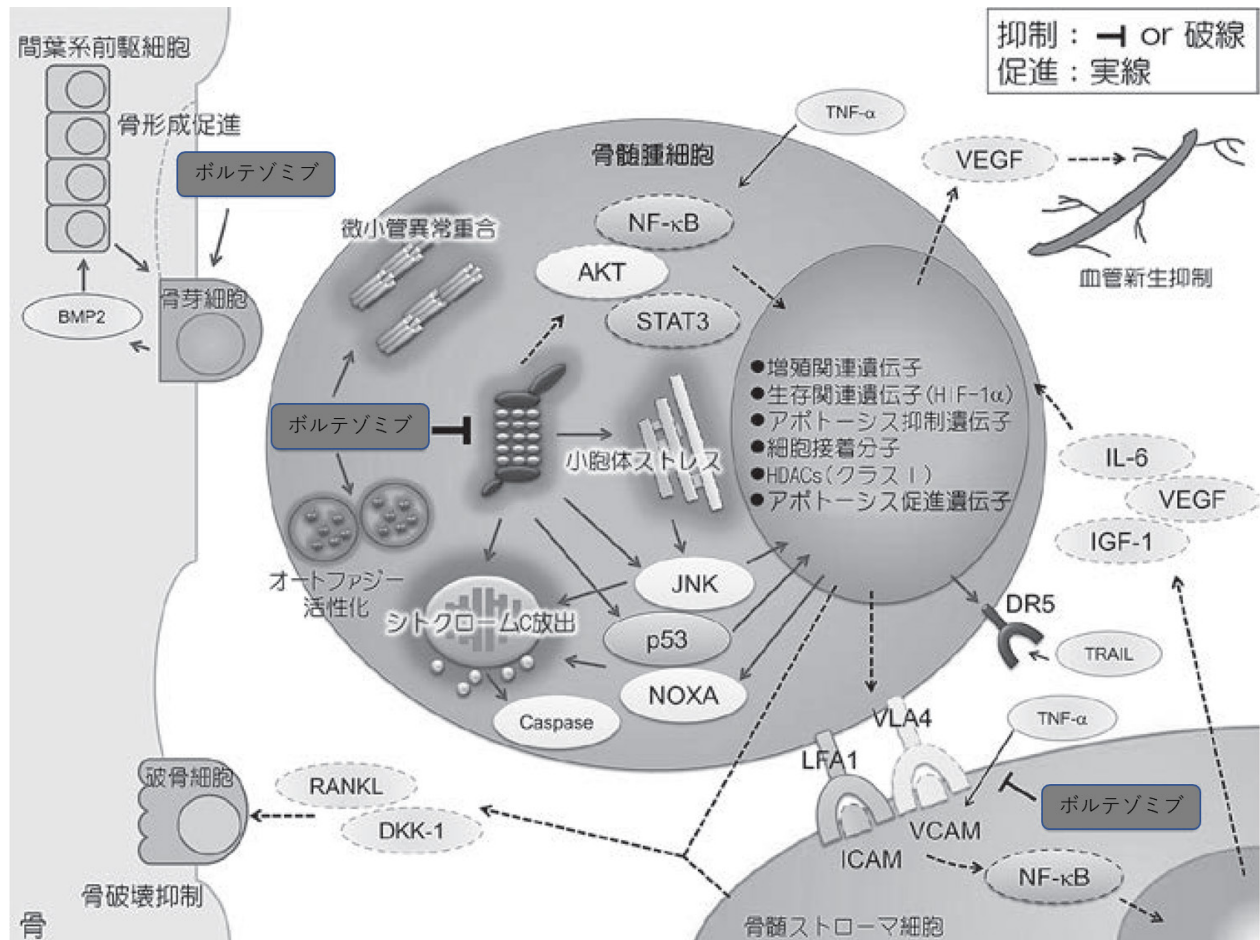 抑制： or 破線
促進：実線
間葉系前駆細胞
骨形成促進
ボルテゾミブ
骨芽細胞
BMP2
骨髄腫細胞
TNF-α
VEGF
血管新生抑制
微小管異常重合
NF-κB
AKT
STAT3
ボルテゾミブ
小胞体ストレス
オートファジー
活性化
●増殖関連遺伝子
●生存関連遺伝子(HIF-1α)
●アポトーシス抑制遺伝子
●細胞接着分子
●HDACs(クラスⅠ)
●アポトーシス促進遺伝子
IL-6
VEGF
IGF-1
JNK
シトクロームC放出
p53
NOXA
Caspase
DR5
TRAIL
VLA4
TNF-α
LFA1
ボルテゾミブ
VCAM
ICAM
NF-κB
骨髄ストローマ細胞
破骨細胞
RANKL
DKK-1
骨破壊抑制
骨